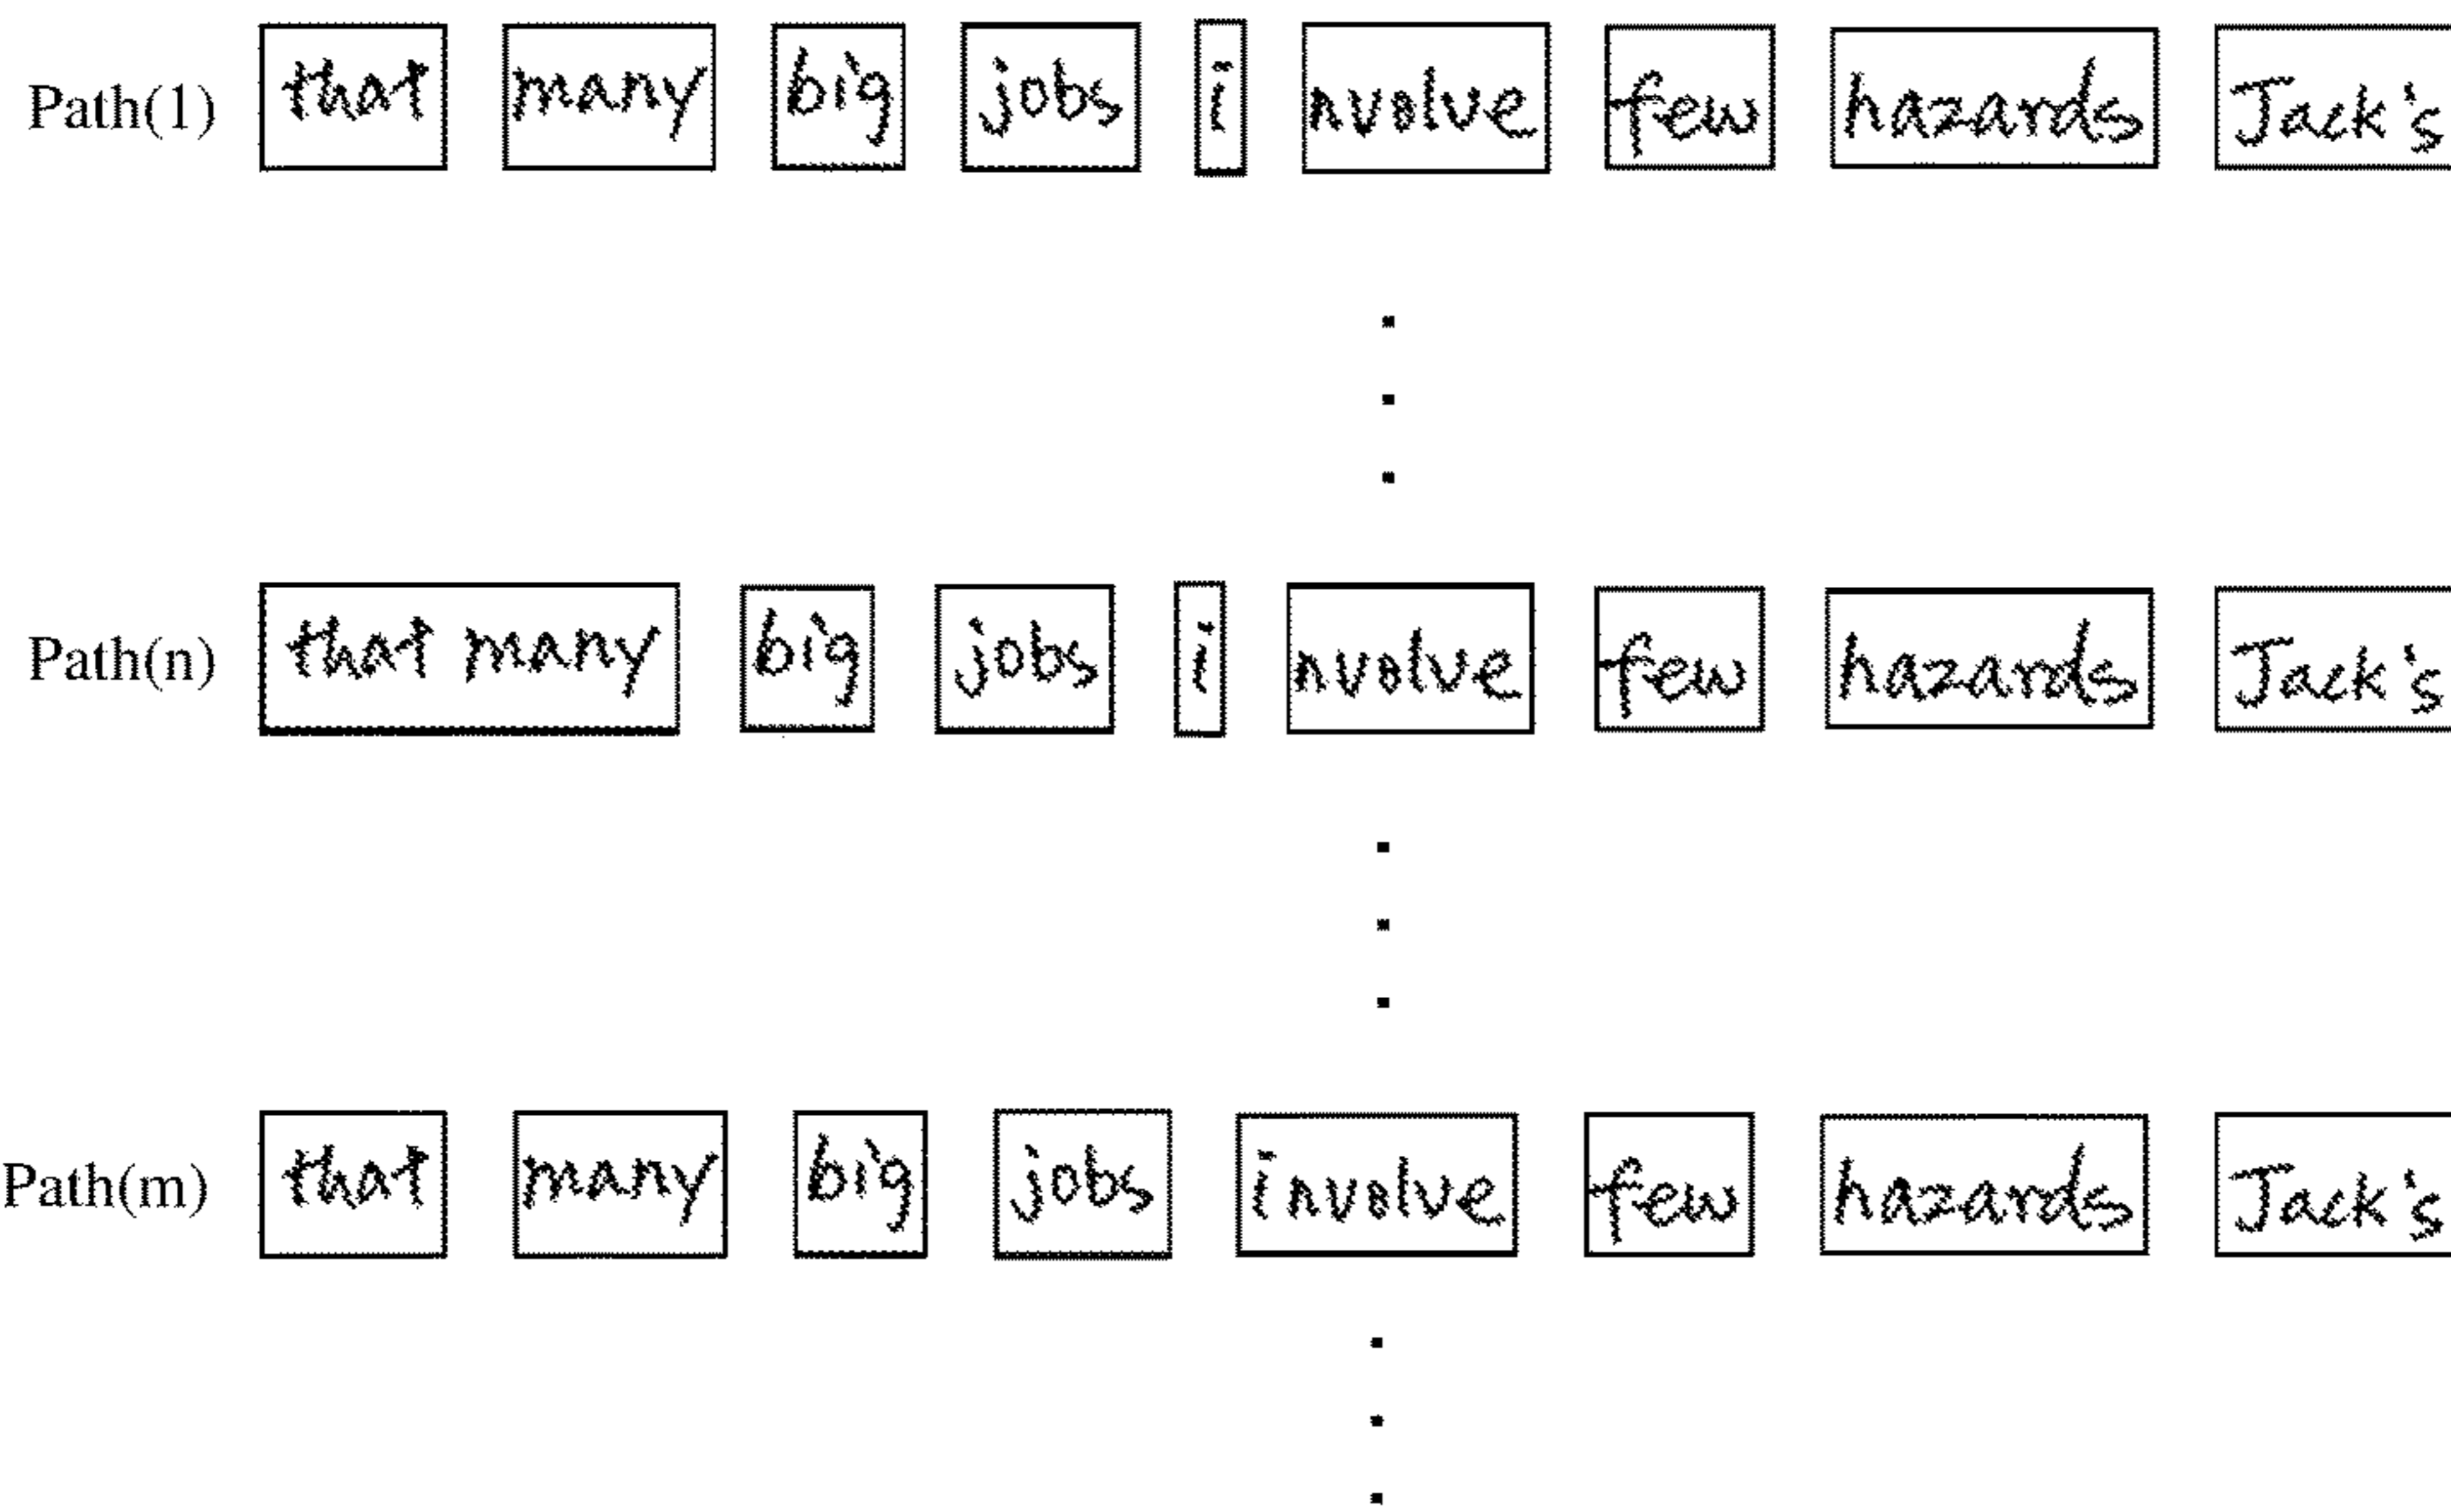 Path(1) that many big jobs i nvolve few hazards Jack's
Path(n) that many big jobs i nvolve few hazards Jack's
Path(m) that many big jobs involve few hazards Jack's